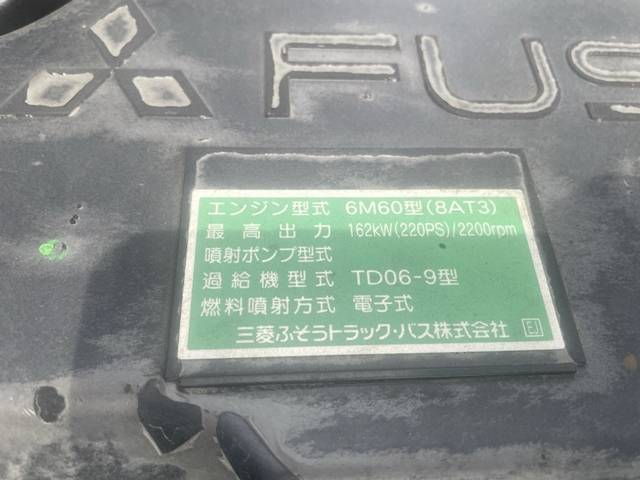 FUS
エンジン型式 6M60型(8AT3)
最高出力 162kW(220PS)/2200rpm
噴射ポンプ型式
過給機型式 TD06-9型
燃料噴射方式 電子式
三菱ふそうトラック・バス株式会社 EJ